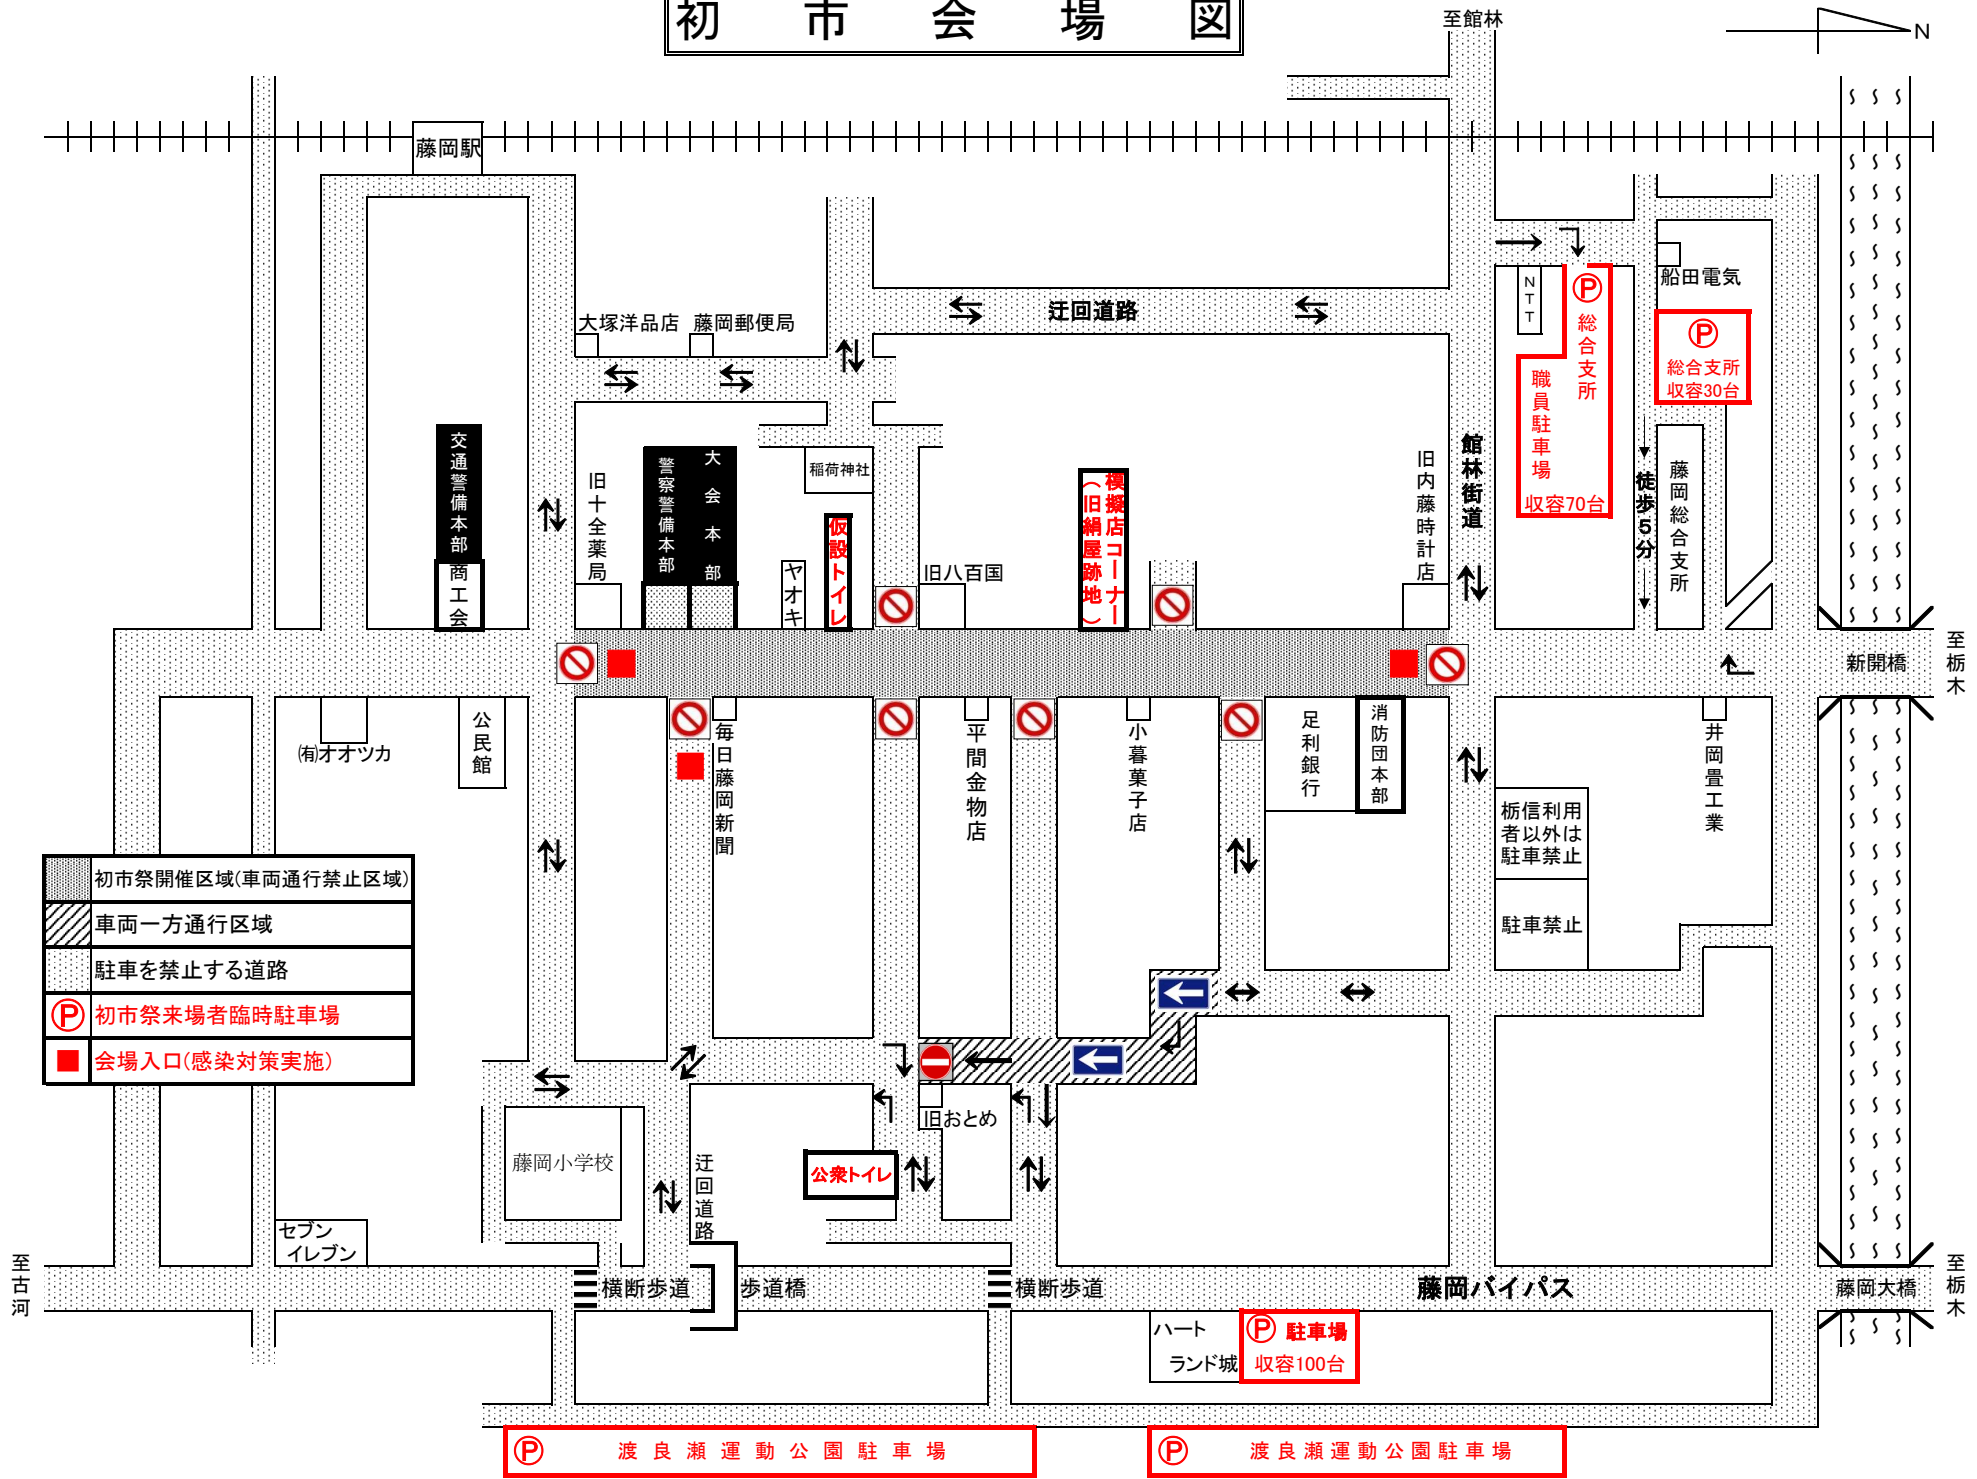 初市会場図
至館林
N
藤岡駅
船田電気
NTT
Ⓟ
総合支所
職員駐車場
収容70台
Ⓟ
総合支所
収容30台
大塚洋品店
藤岡郵便局
迂回道路
交通警備本部
商工会
旧十全薬局
警察警備本部
大会本部
稲荷神社
ヤオキ
仮設トイレ
旧八百国
模擬店コーナー
(旧絹屋跡地)
旧内藤時計店
館林街道
徒歩5分
藤岡総合支所
新開橋
至栃木
㈲オオツカ
公民館
毎日藤岡新聞
平間金物店
小暮菓子店
足利銀行
消防団本部
井岡畳工業
栃信利用
者以外は
駐車禁止
駐車禁止
初市祭開催区域(車両通行禁止区域)
車両一方通行区域
駐車を禁止する道路
Ⓟ 初市祭来場者臨時駐車場
会場入口(感染対策実施)
旧おとめ
藤岡小学校
迂回道路
公衆トイレ
セブン
イレブン
至古河
横断歩道
歩道橋
横断歩道
藤岡バイパス
藤岡大橋
至栃木
ハート
ランド城
Ⓟ 駐車場
収容100台
Ⓟ 渡良瀬運動公園駐車場
Ⓟ 渡良瀬運動公園駐車場